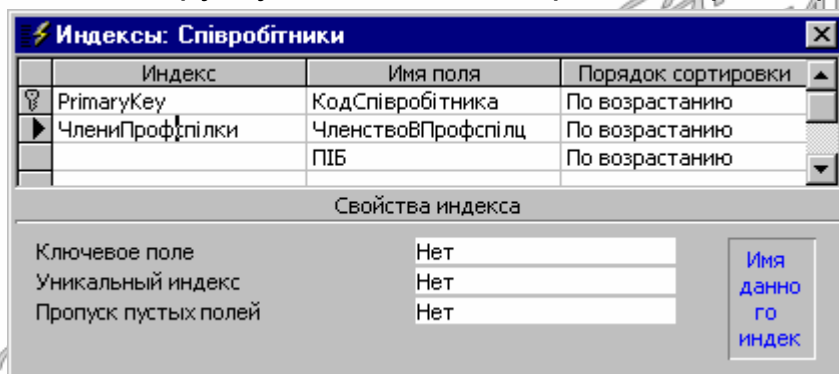 Индексы: Співробітники
Индекс Имя поля Порядок сортировки
PrimaryKey КодСпівробітника По возрастанию
ЧлениПрофспілки ЧленствоВПрофспілц По возрастанию
ПІБ По возрастанию
Свойства индекса
Ключевое поле Нет
Уникальный индекс Нет
Пропуск пустых полей Нет
Имя
данно
го
индек